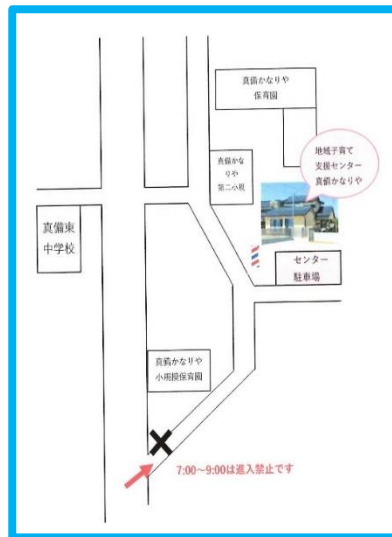 真備かなりや
保育園
地域子育て
支援センター
真備かなりや
真備かな
りや
第二小規
真備東
中学校
センター
駐車場
真備かなりや
小規模保育園
7:00～9:00は進入禁止です